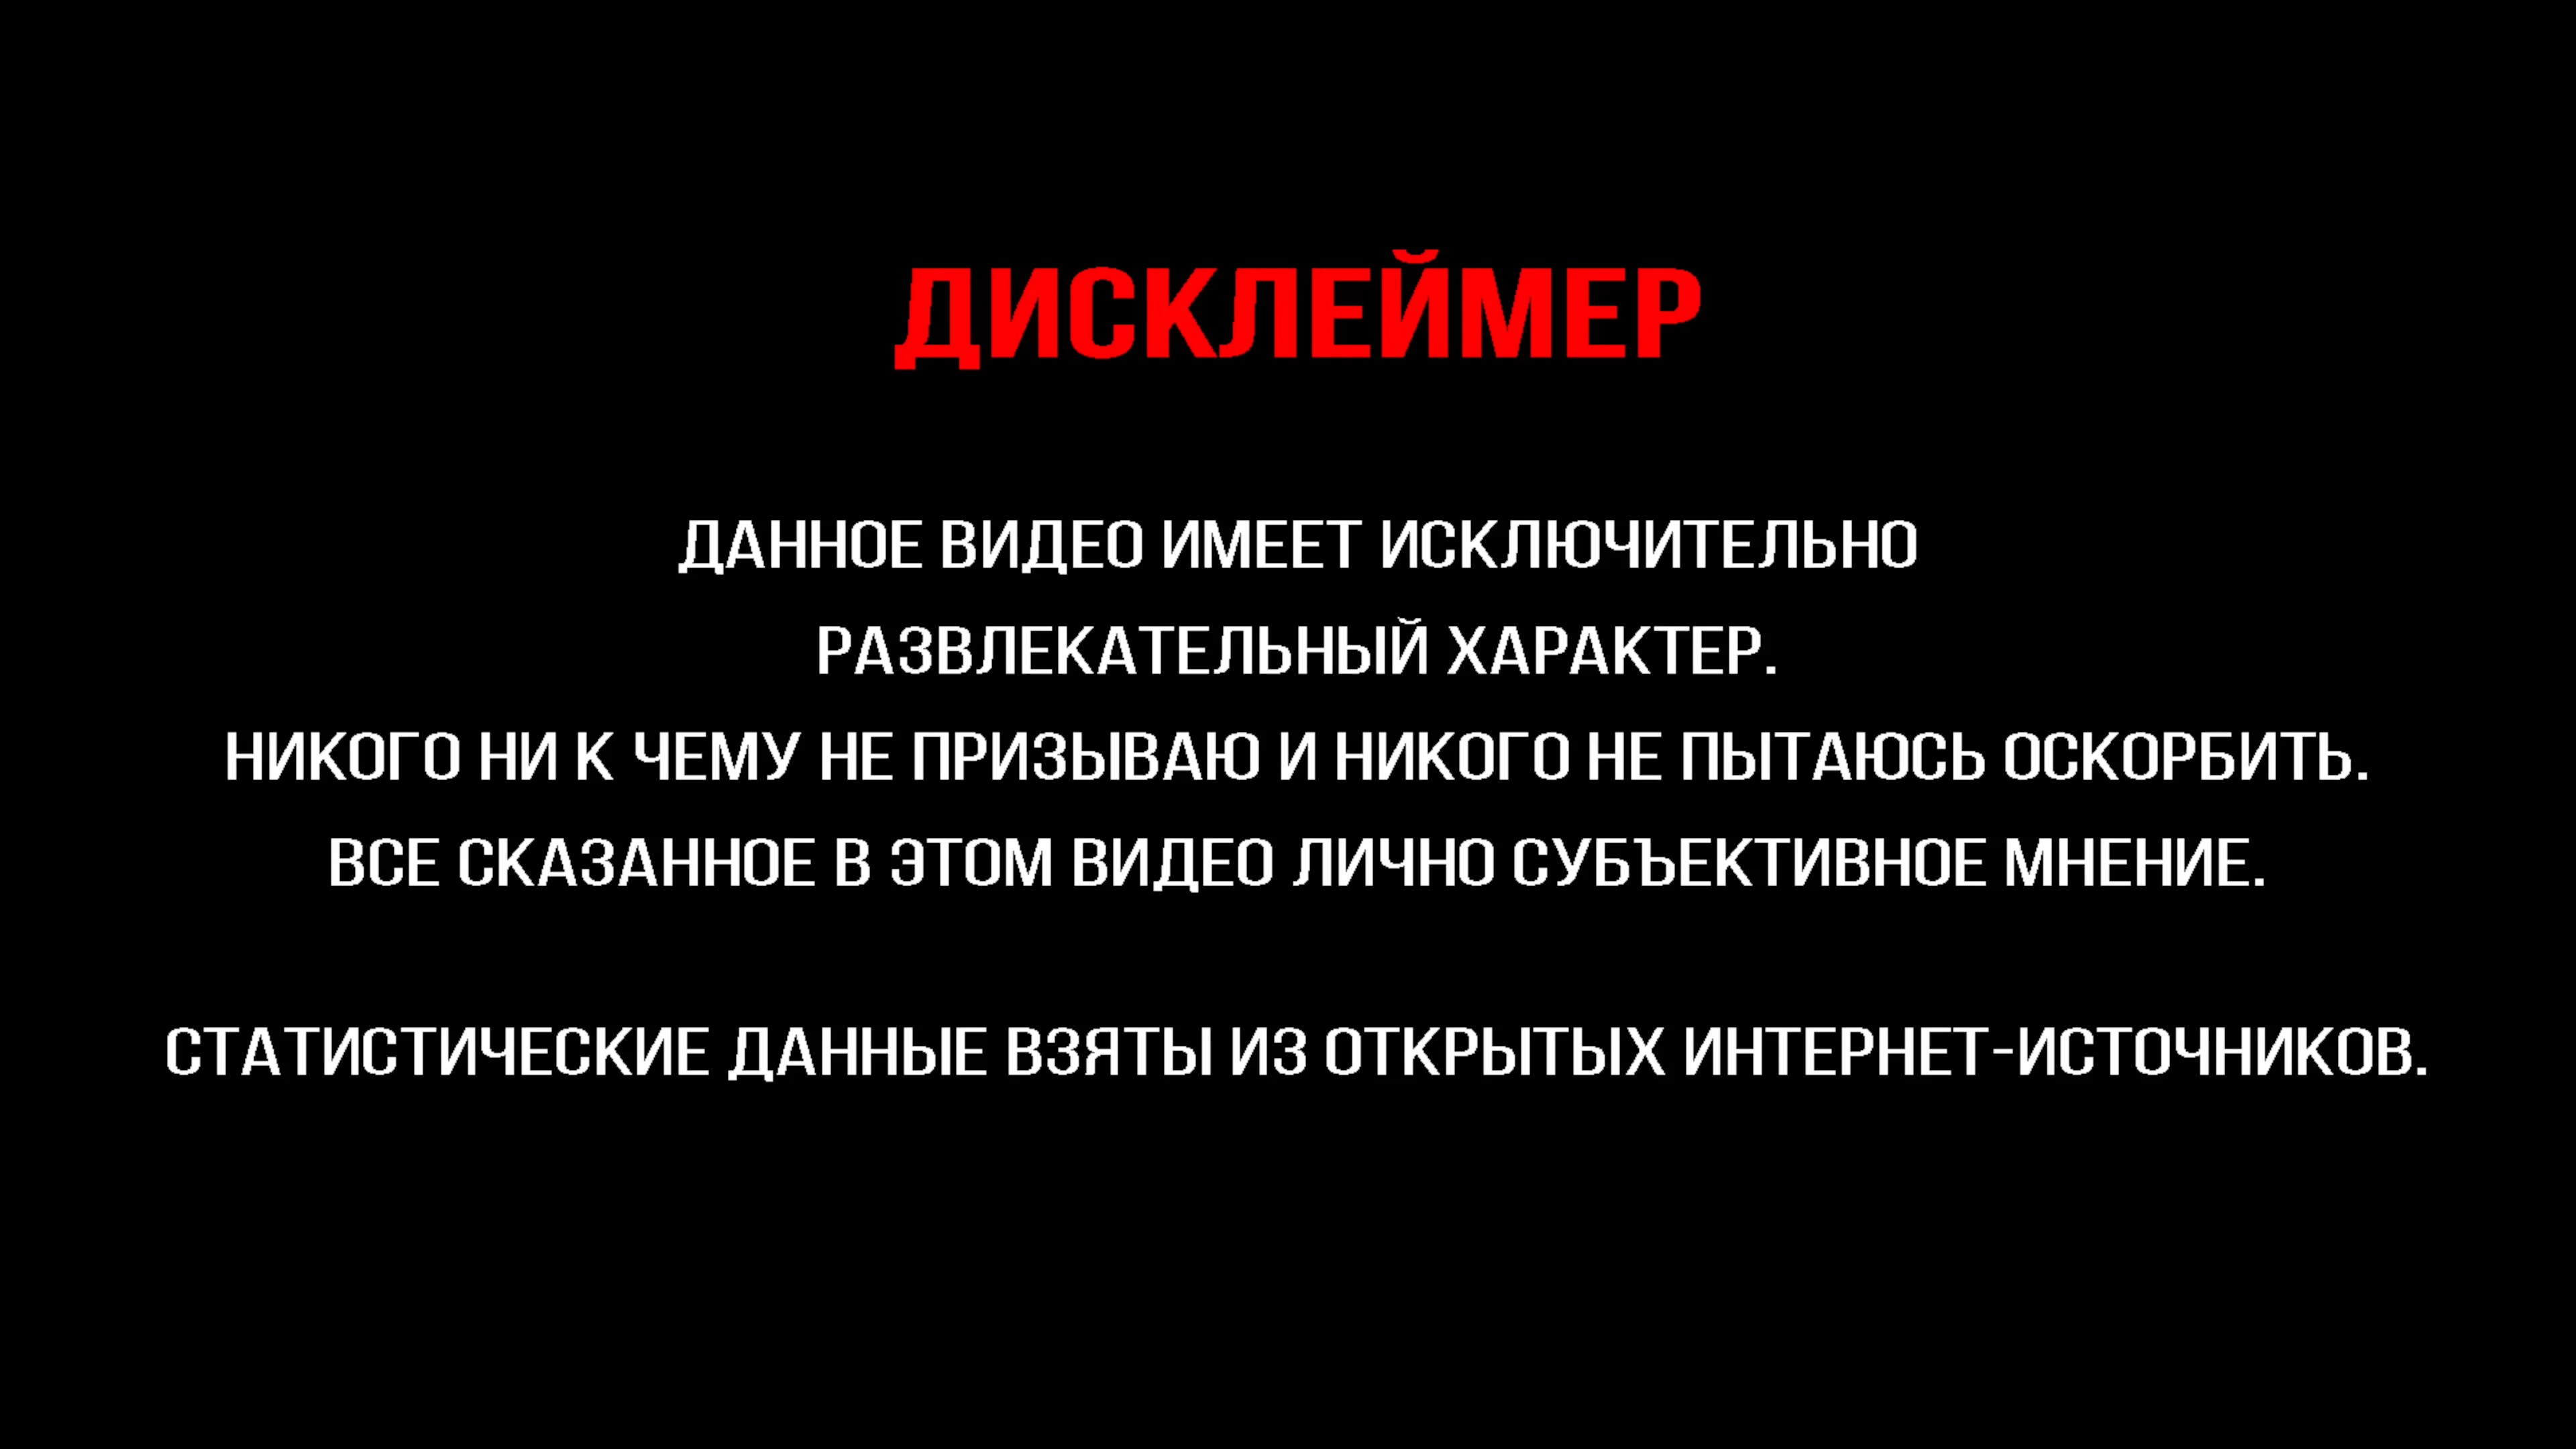 ДИСКЛЕЙМЕР
ДАННОЕ ВИДЕО ИМЕЕТ ИСКЛЮЧИТЕЛЬНО
РАЗВЛЕКАТЕЛЬНЫЙ ХАРАКТЕР.
НИКОГО НИ К ЧЕМУ НЕ ПРИЗЫВАЮ И НИКОГО НЕ ПЫТАЮСЬ ОСКОРБИТЬ.
ВСЕ СКАЗАННОЕ В ЭТОМ ВИДЕО ЛИЧНО СУБЪЕКТИВНОЕ МНЕНИЕ.
СТАТИСТИЧЕСКИЕ ДАННЫЕ ВЗЯТЫ ИЗ ОТКРЫТЫХ ИНТЕРНЕТ-ИСТОЧНИКОВ.